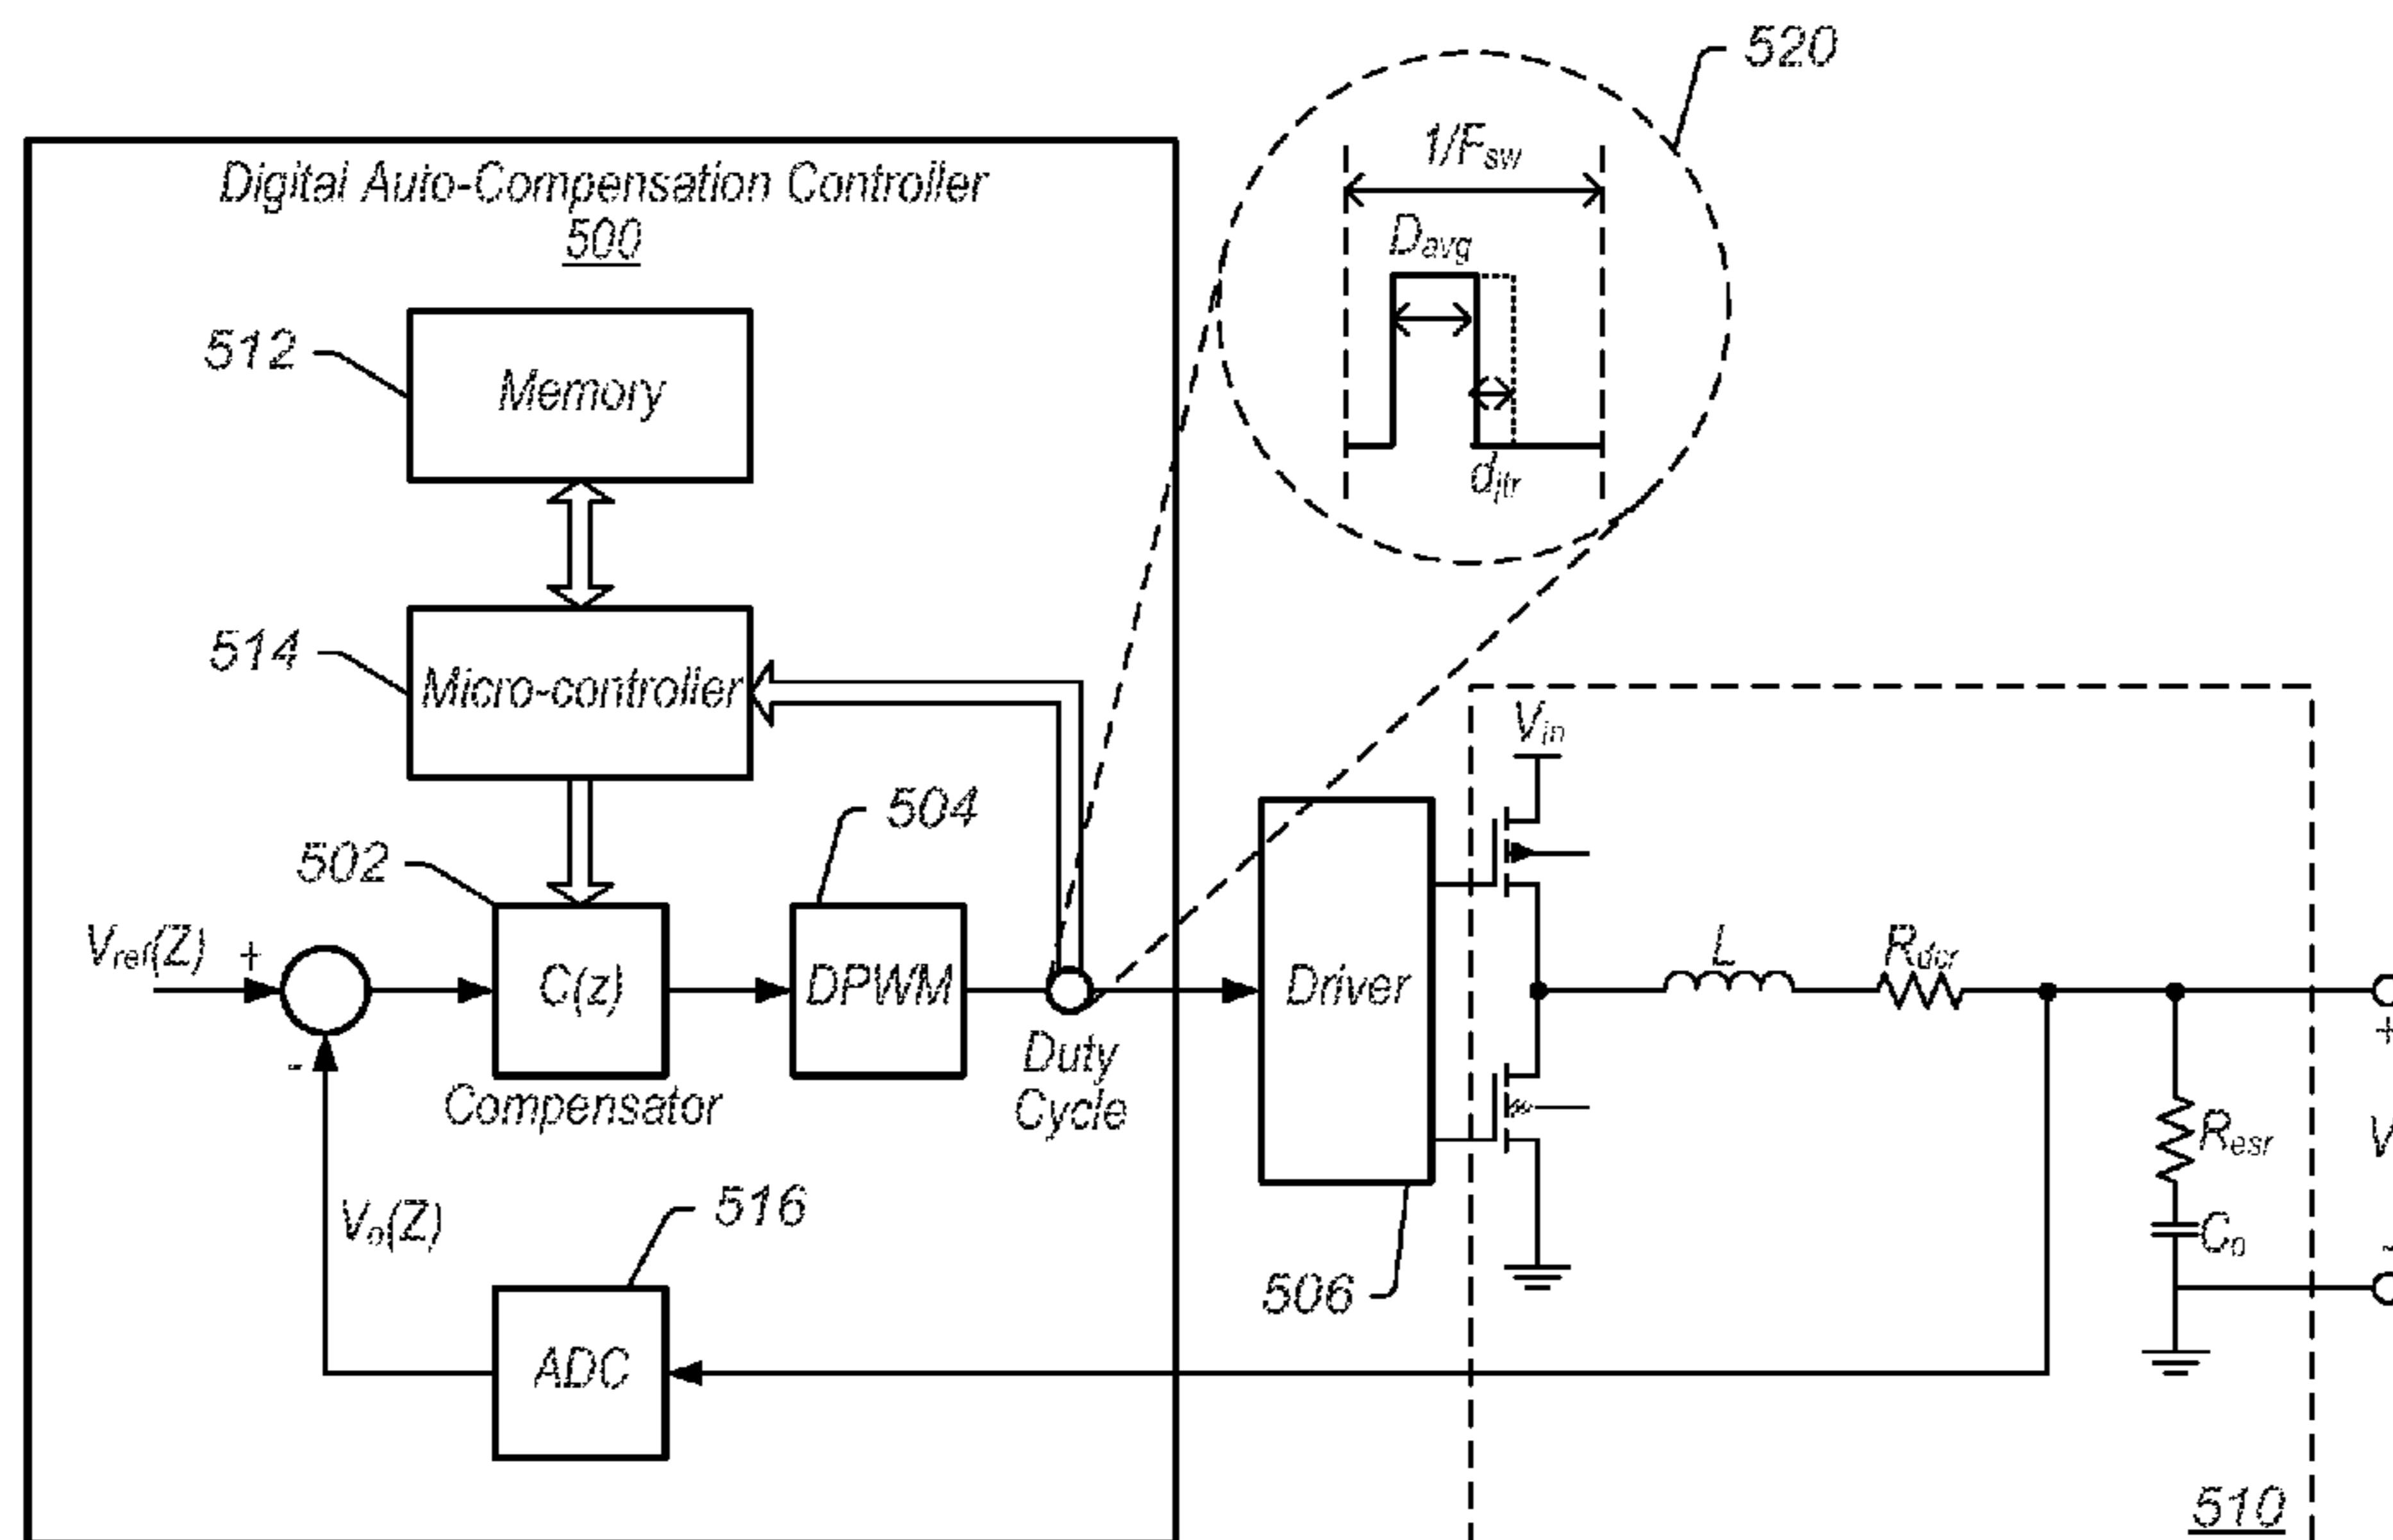 520
1/Fsw
Davg
djtr
Digital Auto-Compensation Controller
500
512
Memory
514
Micro-controller
504
502
Vref(Z)
+
-
C(z)
DPWM
Compensator
Duty
Cycle
Driver
506
Vin
L
Rdcr
Resr
Co
+
V
-
Vo(Z)
516
ADC
510